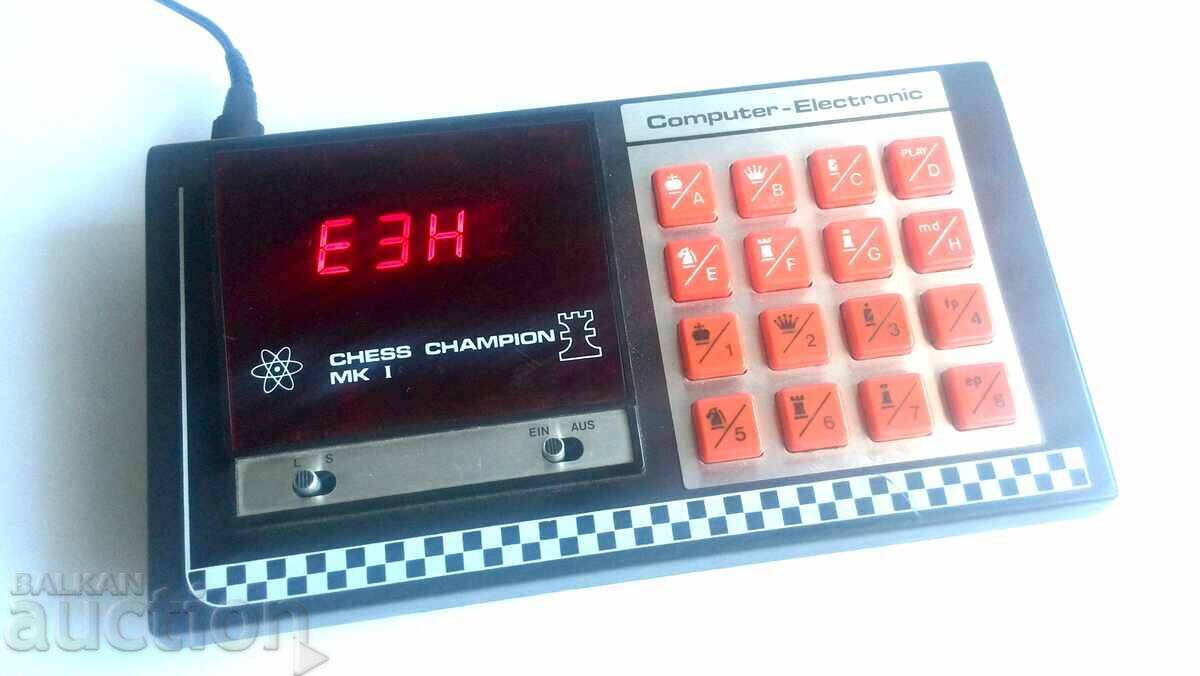 Computer-Electronic
E3H
CHESS CHAMPION
MK I
L S
EIN AUS
/A /B /C PLAY/D
/E /F /G md/H
/1 /2 /3 tp/4
/5 /6 /7 ep/8
BALKAN
auction